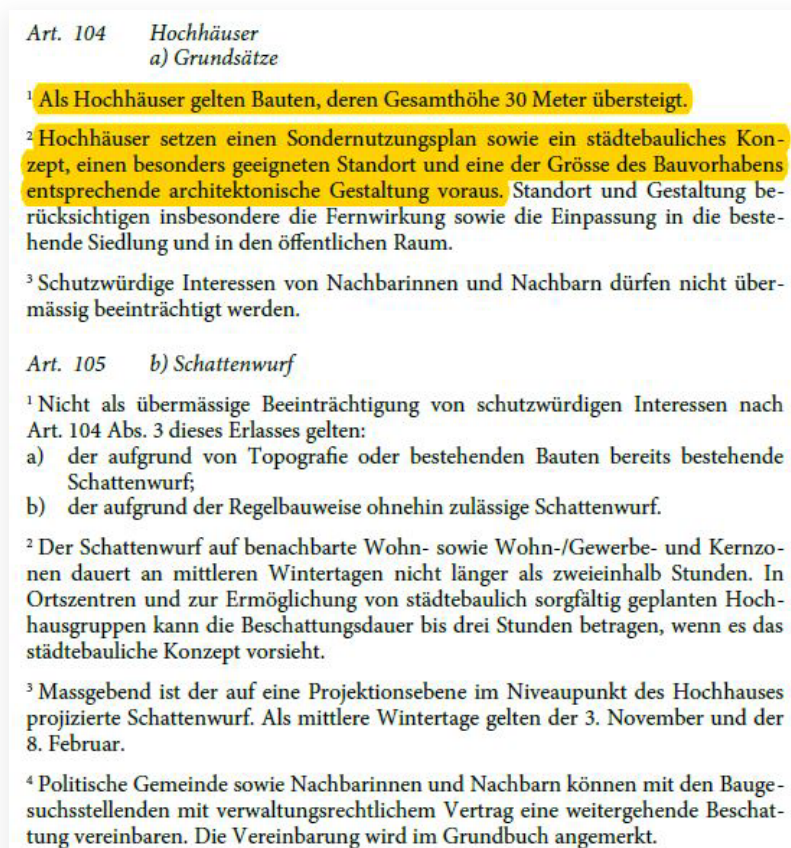 Art. 104 Hochhäuser
a) Grundsätze
¹ Als Hochhäuser gelten Bauten, deren Gesamthöhe 30 Meter übersteigt.
² Hochhäuser setzen einen Sondernutzungsplan sowie ein städtebauliches Kon-
zept, einen besonders geeigneten Standort und eine der Grösse des Bauvorhabens
entsprechende architektonische Gestaltung voraus. Standort und Gestaltung be-
rücksichtigen insbesondere die Fernwirkung sowie die Einpassung in die beste-
hende Siedlung und in den öffentlichen Raum.
³ Schutzwürdige Interessen von Nachbarinnen und Nachbarn dürfen nicht über-
mässig beeinträchtigt werden.
Art. 105 b) Schattenwurf
¹ Nicht als übermässige Beeinträchtigung von schutzwürdigen Interessen nach
Art. 104 Abs. 3 dieses Erlasses gelten:
a) der aufgrund von Topografie oder bestehenden Bauten bereits bestehende
Schattenwurf;
b) der aufgrund der Regelbauweise ohnehin zulässige Schattenwurf.
² Der Schattenwurf auf benachbarte Wohn- sowie Wohn-/Gewerbe- und Kernzo-
nen dauert an mittleren Wintertagen nicht länger als zweieinhalb Stunden. In
Ortszentren und zur Ermöglichung von städtebaulich sorgfältig geplanten Hoch-
hausgruppen kann die Beschattungsdauer bis drei Stunden betragen, wenn es das
städtebauliche Konzept vorsieht.
³ Massgebend ist der auf eine Projektionsebene im Niveaupunkt des Hochhauses
projizierte Schattenwurf. Als mittlere Wintertage gelten der 3. November und der
8. Februar.
⁴ Politische Gemeinde sowie Nachbarinnen und Nachbarn können mit den Bauge-
suchsstellenden mit verwaltungsrechtlichem Vertrag eine weitergehende Beschat-
tung vereinbaren. Die Vereinbarung wird im Grundbuch angemerkt.